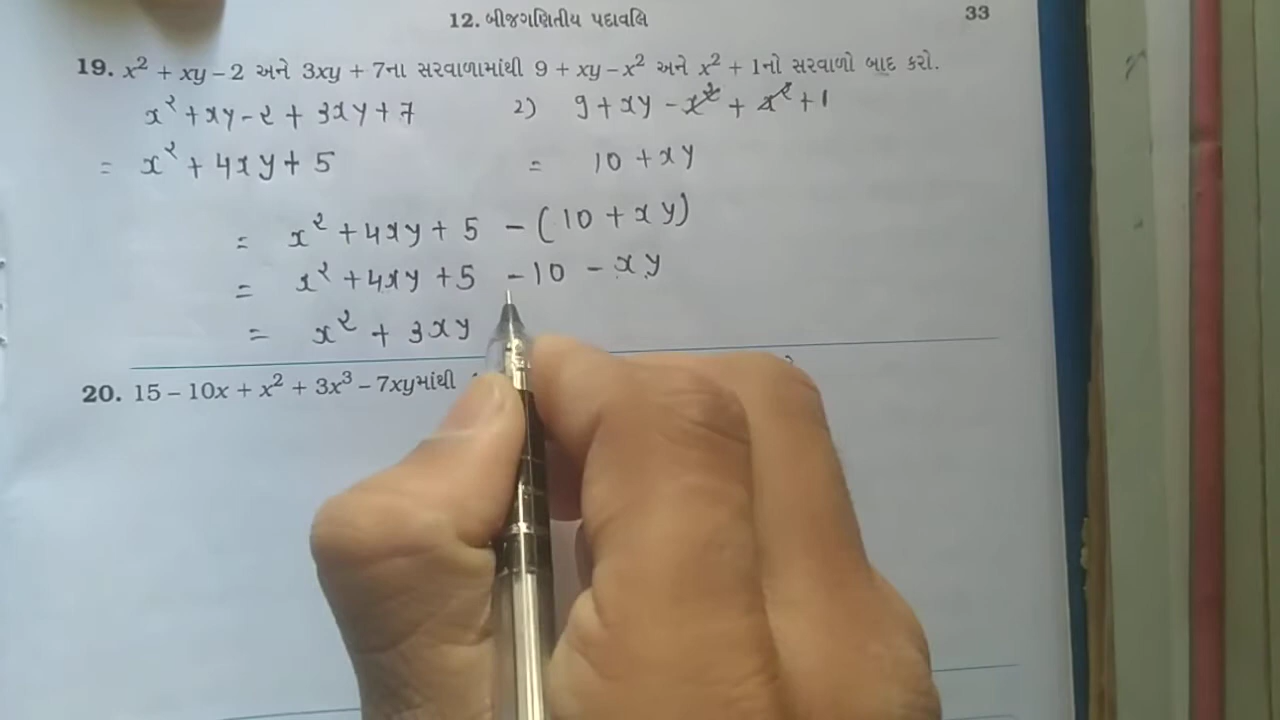 12. બીજગણિતીય પદાવલિ 33
19. x² + xy – 2 અને 3xy + 7ના સરવાળામાંથી 9 + xy – x² અને x² + 1નો સરવાળો બાદ કરો.
x² + xy - 2 + 3xy + 7 2) 9 + xy - x² + x² + 1
= x² + 4xy + 5 = 10 + xy
= x² + 4xy + 5 - (10 + xy)
= x² + 4xy + 5 - 10 - xy
= x² + 3xy
20. 15 – 10x + x² + 3x³ – 7xyમાંથી